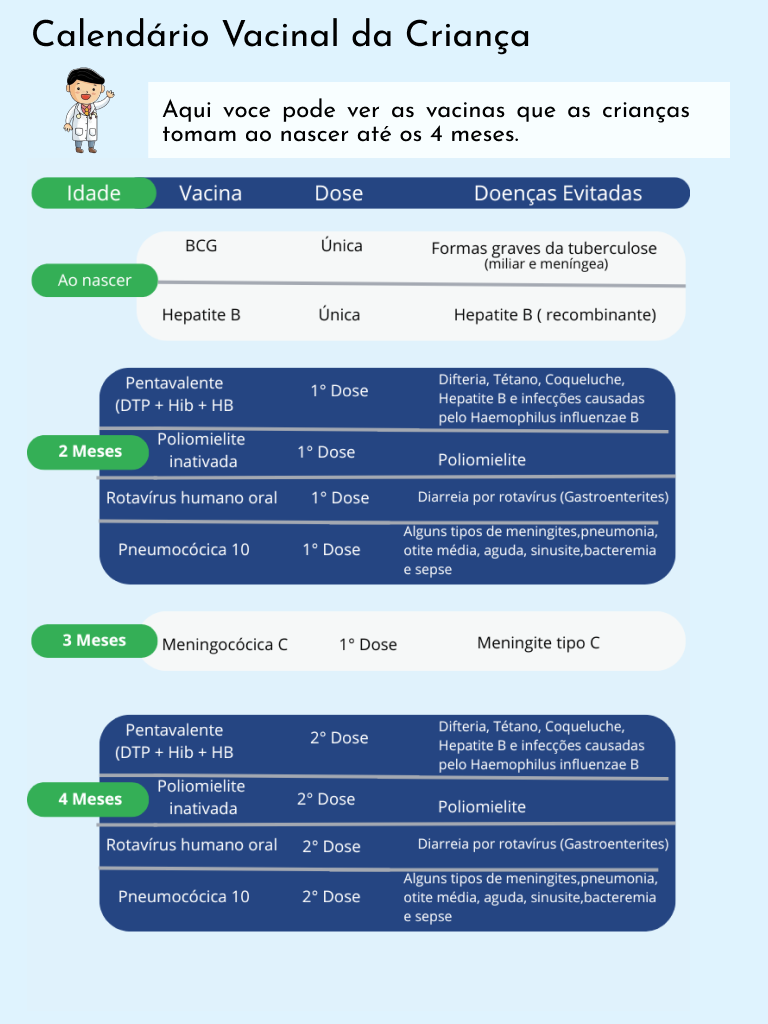 Calendário Vacinal da Criança
Aqui voce pode ver as vacinas que as crianças
tomam ao nascer até os 4 meses.
Idade Vacina Dose Doenças Evitadas
Ao nascer
BCG Única Formas graves da tuberculose
(miliar e meníngea)
Hepatite B Única Hepatite B ( recombinante)
2 Meses
Pentavalente
(DTP + Hib + HB
1° Dose
Difteria, Tétano, Coqueluche,
Hepatite B e infecções causadas
pelo Haemophilus influenzae B
Poliomielite
inativada
1° Dose
Poliomielite
Rotavírus humano oral 1° Dose Diarreia por rotavírus (Gastroenterites)
Pneumocócica 10 1° Dose
Alguns tipos de meningites,pneumonia,
otite média, aguda, sinusite,bacteremia
e sepse
3 Meses Meningocócica C 1° Dose Meningite tipo C
4 Meses
Pentavalente
(DTP + Hib + HB
2° Dose
Difteria, Tétano, Coqueluche,
Hepatite B e infecções causadas
pelo Haemophilus influenzae B
Poliomielite
inativada
2° Dose
Poliomielite
Rotavírus humano oral 2° Dose Diarreia por rotavírus (Gastroenterites)
Pneumocócica 10 2° Dose
Alguns tipos de meningites,pneumonia,
otite média, aguda, sinusite,bacteremia
e sepse